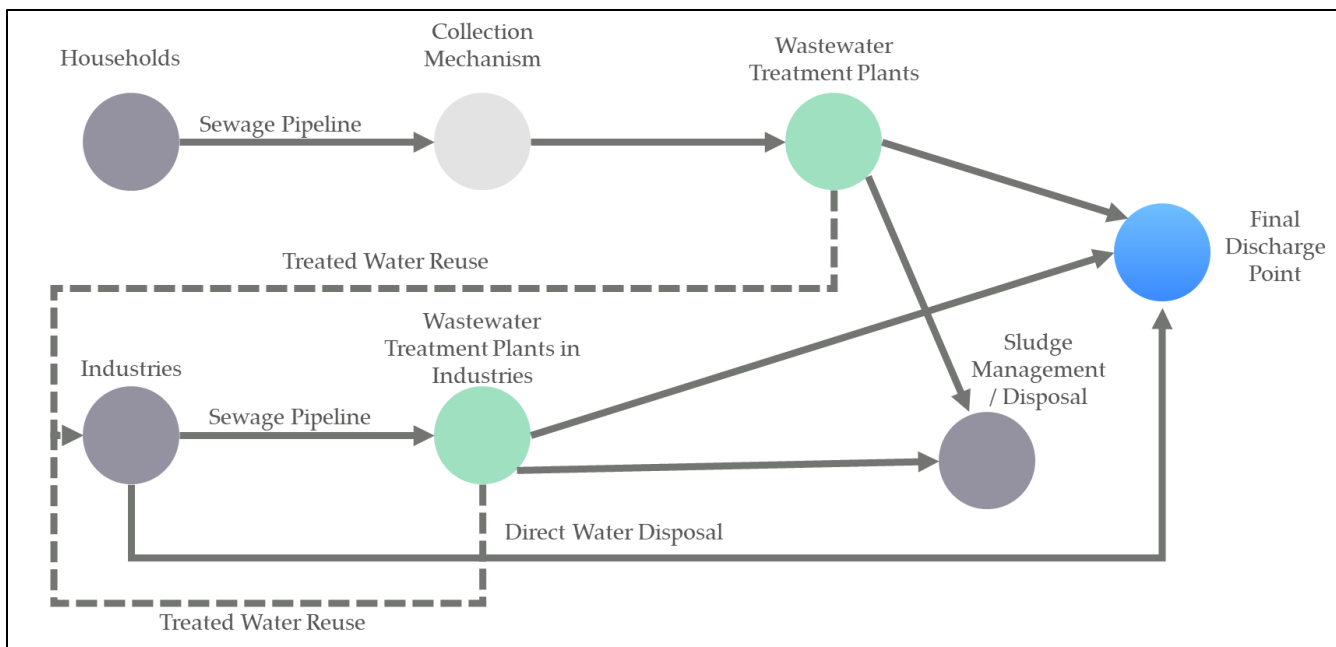 Households
Collection
Mechanism
Wastewater
Treatment Plants
Sewage Pipeline
Final
Discharge
Point
Treated Water Reuse
Wastewater
Treatment Plants in
Industries
Sludge
Management
/ Disposal
Industries
Sewage Pipeline
Direct Water Disposal
Treated Water Reuse